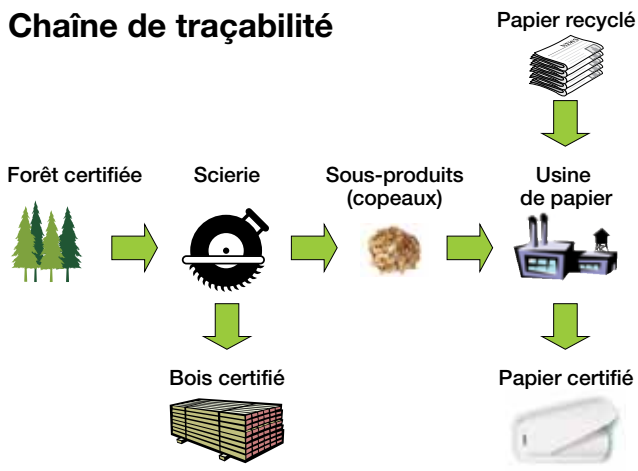 Chaîne de traçabilité
Papier recyclé
Forêt certifiée
Scierie
Sous-produits
(copeaux)
Usine
de papier
Bois certifié
Papier certifié